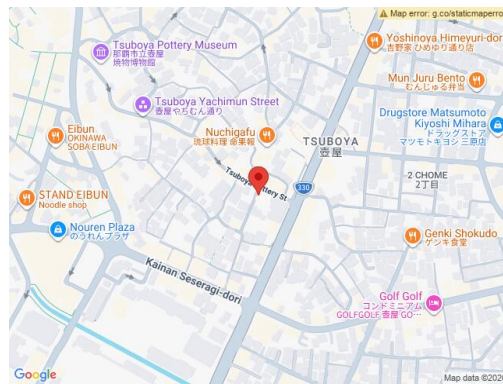 Map error: g.co/staticmaperro
Yoshinoya Himeyuri-dori
吉野家 ひめゆり通り店
Tsuboya Pottery Museum
那覇市立壺屋
焼物博物館
Mun Juru Bento
むんじゅる弁当
Tsuboya Yachimun Street
壺屋やちむん通り
Drugstore Matsumoto
Kiyoshi Mihara
ドラッグストア
マツモトキヨシ 三原店
Eibun
OKINAWA
SOBA EIBUN
Nuchigafu
琉球料理 命果報
TSUBOYA
壺屋
Tsuboya Pottery St
330
2 CHOME
2丁目
STAND EIBUN
Noodle shop
Nouren Plaza
のうれんプラザ
Genki Shokudo
ゲンキ食堂
Kainan Seseragi-dori
Golf Golf
コンドミニアム
GOLFGOLF 壺屋 GO…
Google
Map data ©202